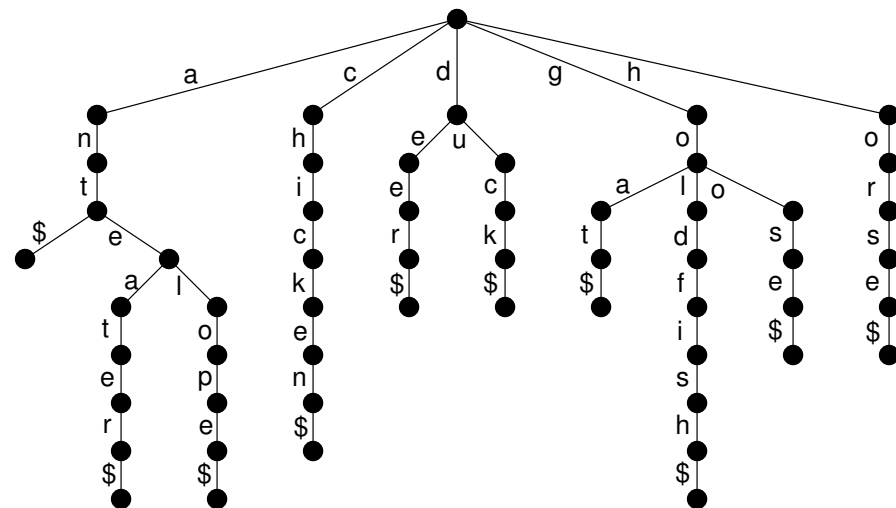 a c d g h
n h e u o o
t i e c a l o r
$ e c r k t d s s
a l k $ $ $ f e e
t o e i $ $
e p n s
r e $ h
$ $ $